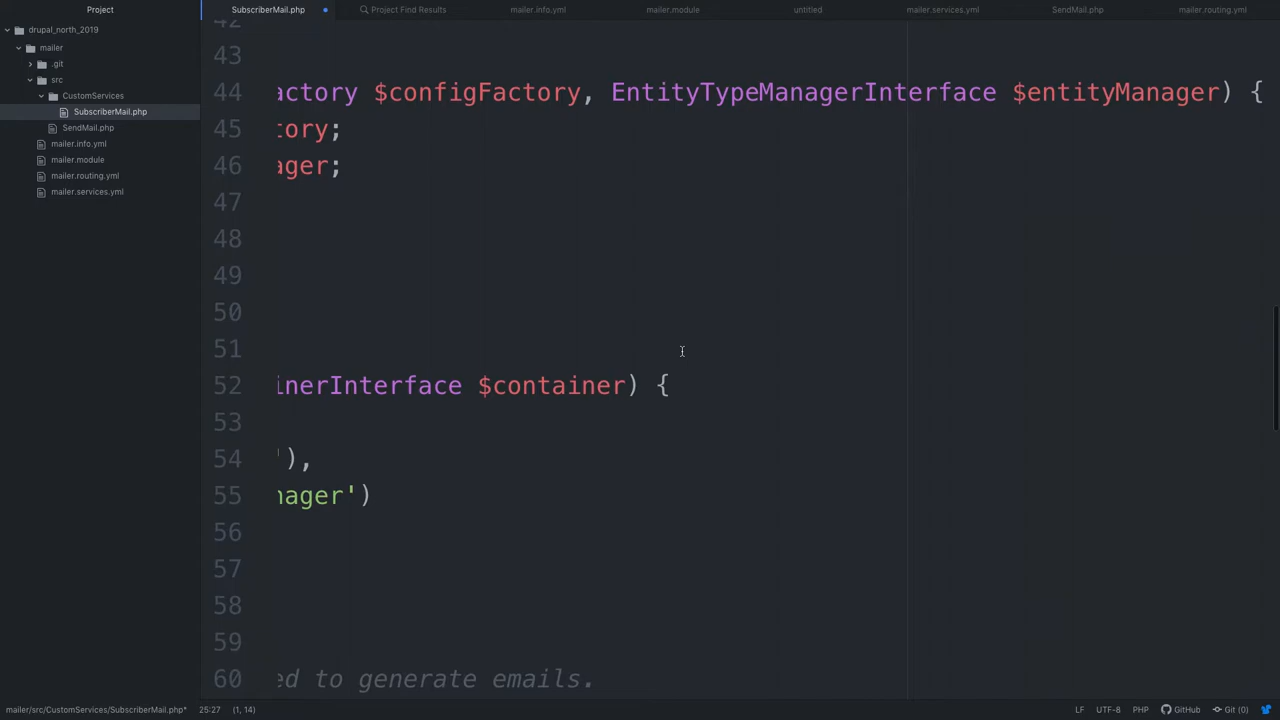 Project
SubscriberMail.php
Project Find Results
mailer.info.yml
mailer.module
untitled
mailer.services.yml
SendMail.php
mailer.routing.yml
drupal_north_2019
mailer
.git
src
CustomServices
SubscriberMail.php
SendMail.php
mailer.info.yml
mailer.module
mailer.routing.yml
mailer.services.yml
42
43
44 actory $configFactory, EntityTypeManagerInterface $entityManager) {
45 tory;
46 ager;
47
48
49
50
51
52 inerInterface $container) {
53
54 '),
55 nager')
56
57
58
59
60 ed to generate emails.
mailer/src/CustomServices/SubscriberMail.php* 25:27 (1, 14)
LF UTF-8 PHP GitHub Git (0)